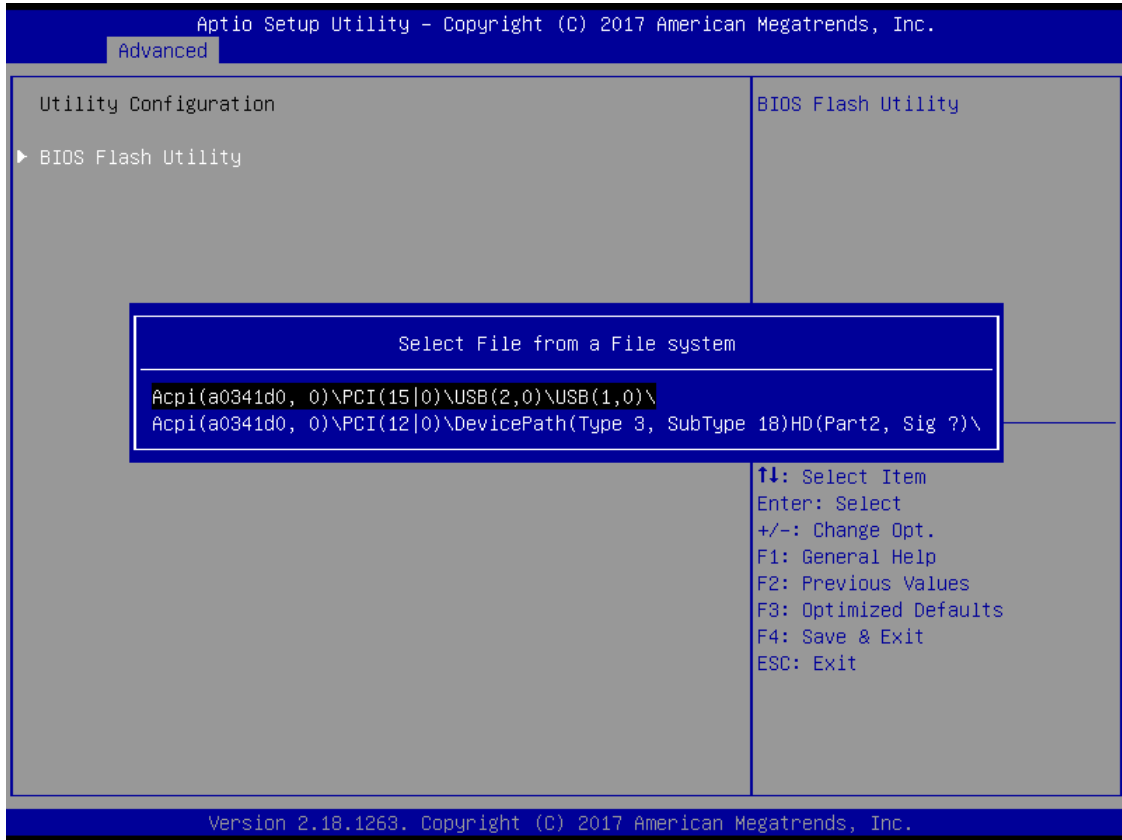 Aptio Setup Utility – Copyright (C) 2017 American Megatrends, Inc.
Advanced
Utility Configuration
BIOS Flash Utility
▶ BIOS Flash Utility
Select File from a File system
Acpi(a0341d0, 0)\PCI(15|0)\USB(2,0)\USB(1,0)\
Acpi(a0341d0, 0)\PCI(12|0)\DevicePath(Type 3, SubType 18)HD(Part2, Sig ?)\
↑↓: Select Item
Enter: Select
+/-: Change Opt.
F1: General Help
F2: Previous Values
F3: Optimized Defaults
F4: Save & Exit
ESC: Exit
Version 2.18.1263. Copyright (C) 2017 American Megatrends, Inc.